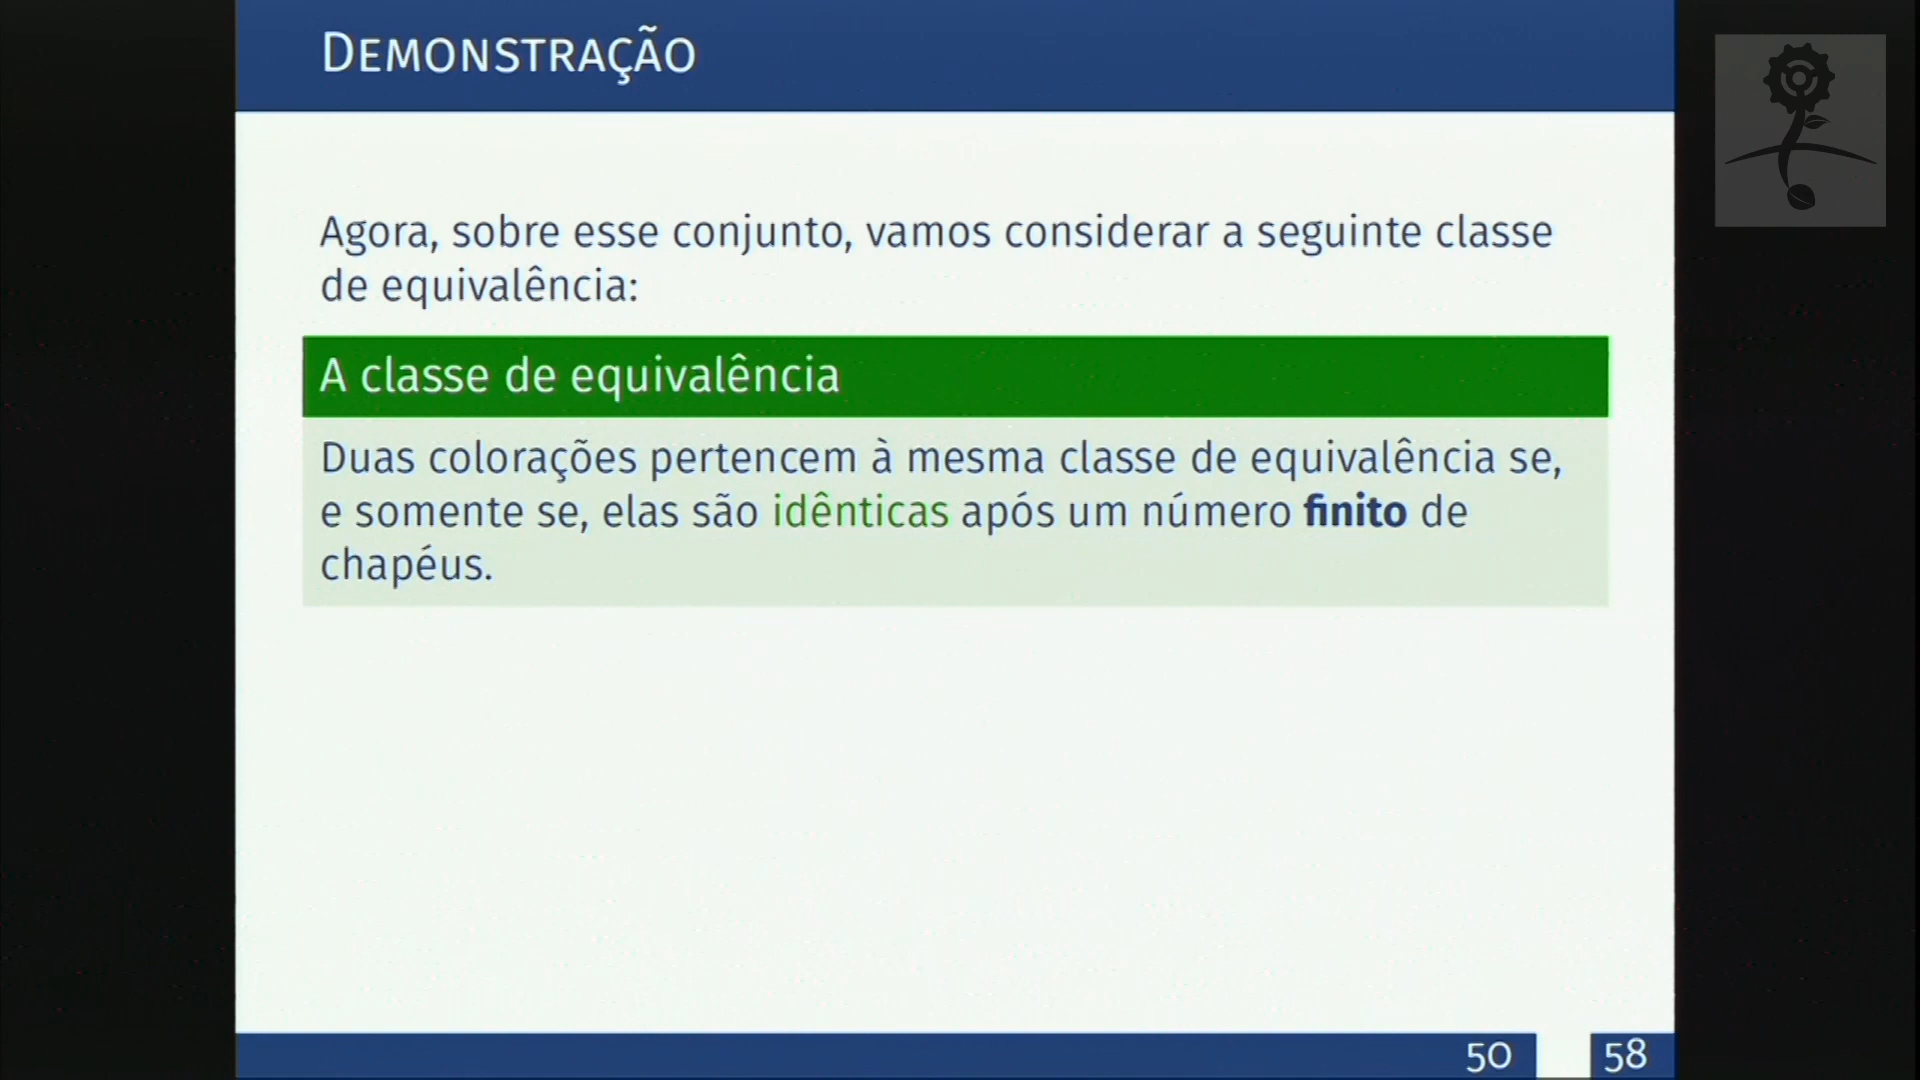 DEMONSTRAÇÃO
Agora, sobre esse conjunto, vamos considerar a seguinte classe
de equivalência:
A classe de equivalência
Duas colorações pertencem à mesma classe de equivalência se,
e somente se, elas são idênticas após um número finito de
chapéus.
50 58